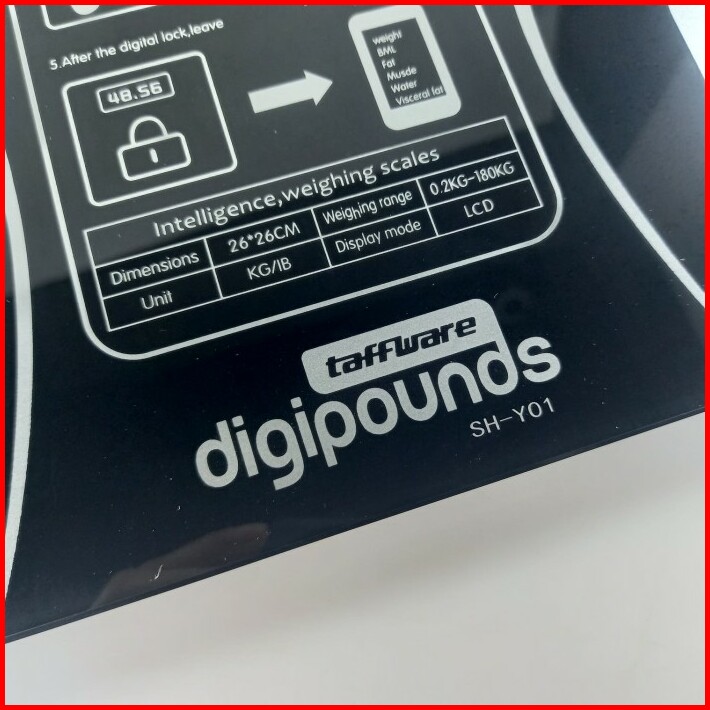 5.After the digital lock,leave
48.56
weight
BML
Fat
Musde
Water
Visceral fat
Intelligence,weighing scales
Dimensions 26*26CM Weighing range 0.2KG-180KG
Unit KG/IB Display mode LCD
taffware
digipounds
SH-Y01